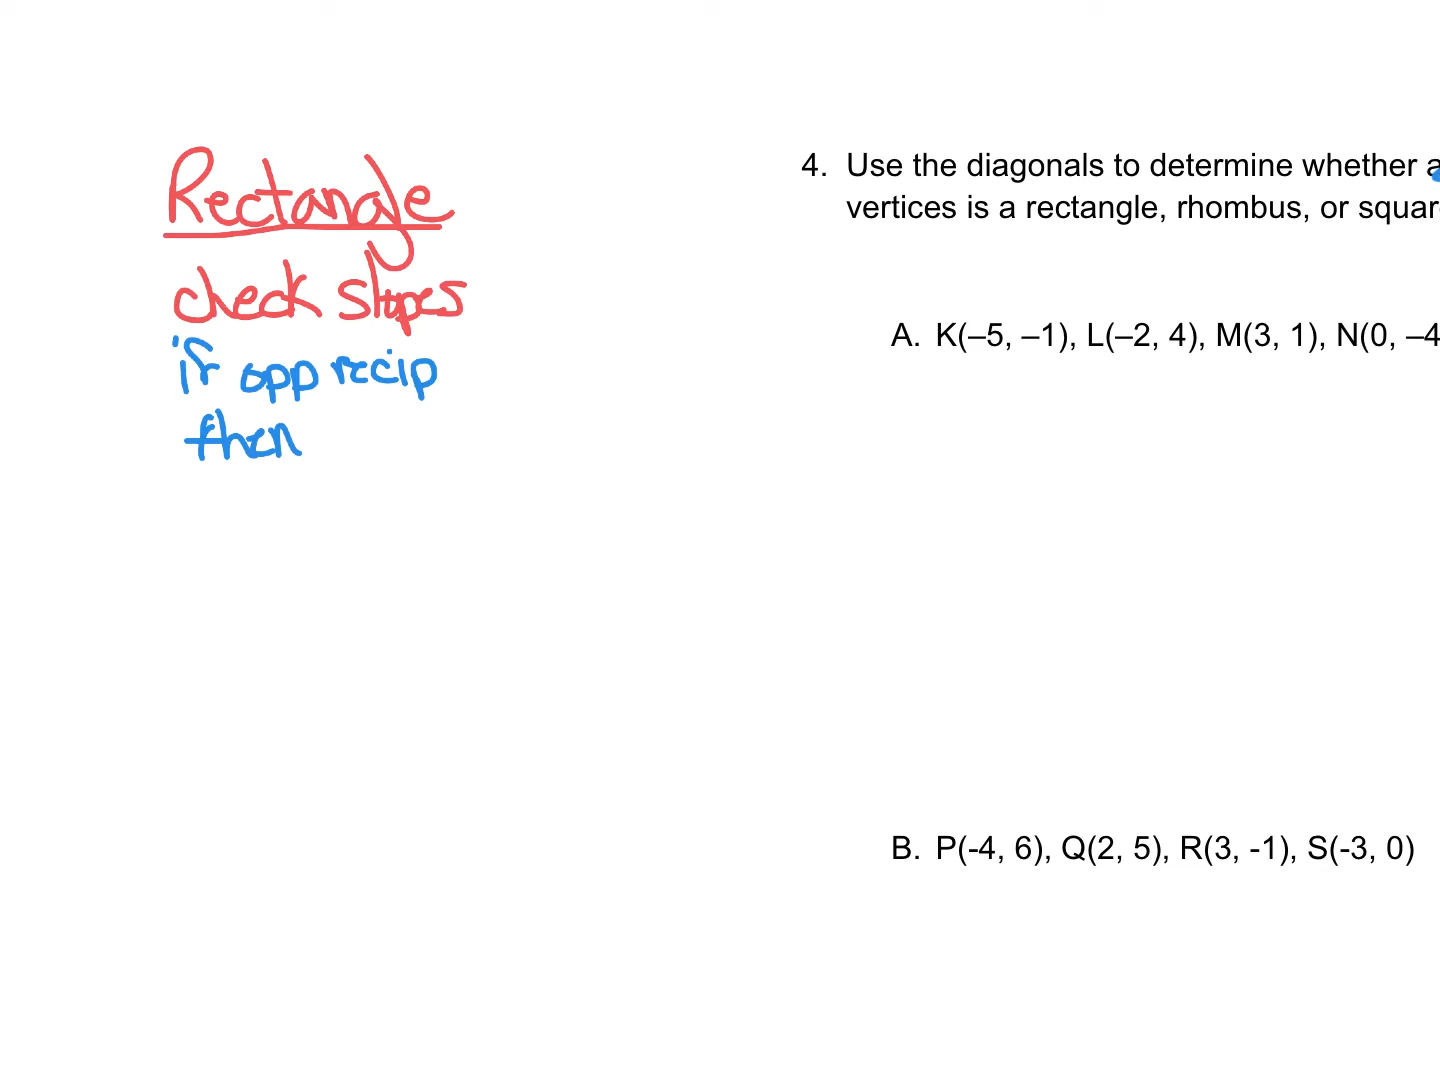 Rectangle
check slopes
if opp recip
then
4. Use the diagonals to determine whether a
vertices is a rectangle, rhombus, or squar
A. K(–5, –1), L(–2, 4), M(3, 1), N(0, –4
B. P(-4, 6), Q(2, 5), R(3, -1), S(-3, 0)